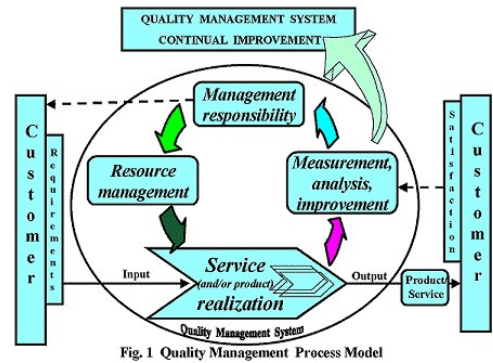 QUALITY MANAGEMENT SYSTEM
CONTINUAL IMPROVEMENT
Customer
Requirements
Management
responsibility
Resource
management
Measurement,
analysis,
improvement
Satisfaction
Customer
Input
Service
(and/or product)
realization
Output
Product/
Service
Quality Management System
Fig. 1 Quality Management Process Model